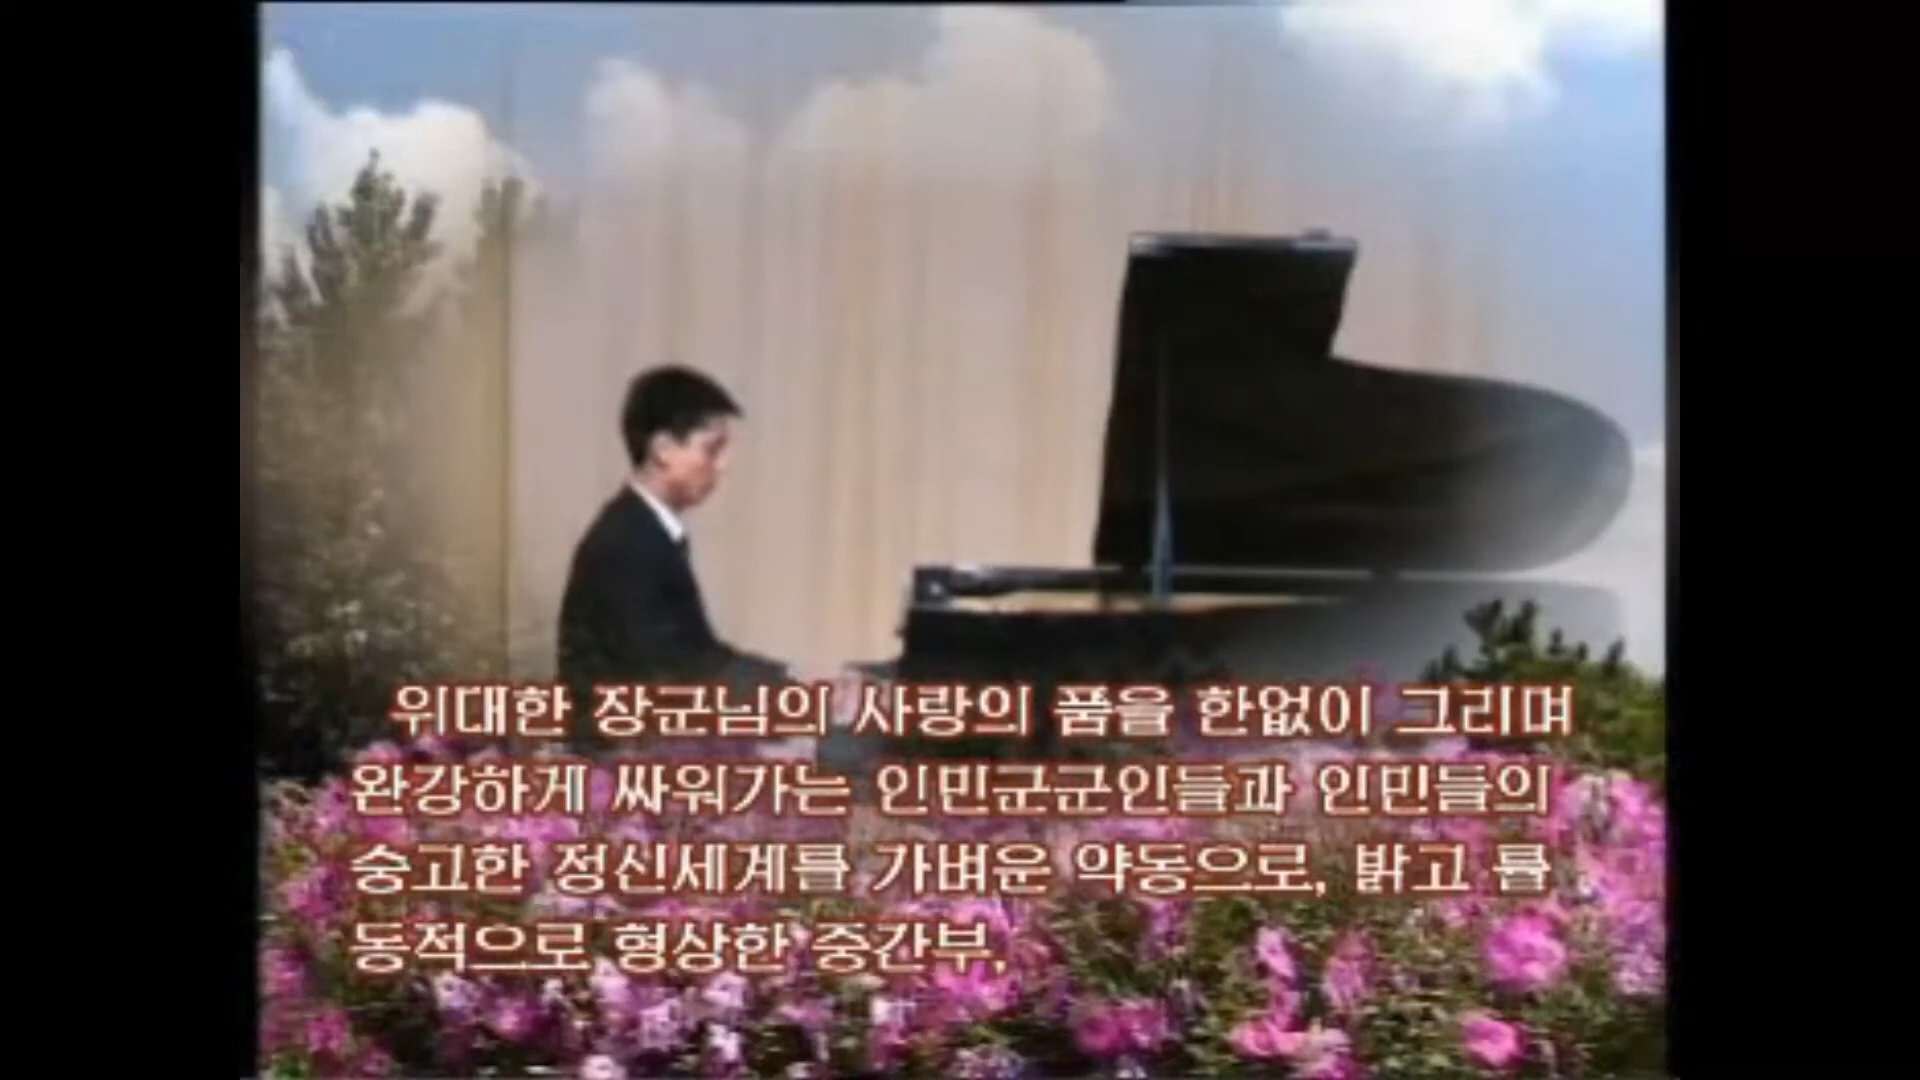 위대한 장군님의 사랑의 품을 한없이 그리며
완강하게 싸워가는 인민군군인들과 인민들의
숭고한 정신세계를 가벼운 약동으로, 밝고 률
동적으로 형상한 중간부,